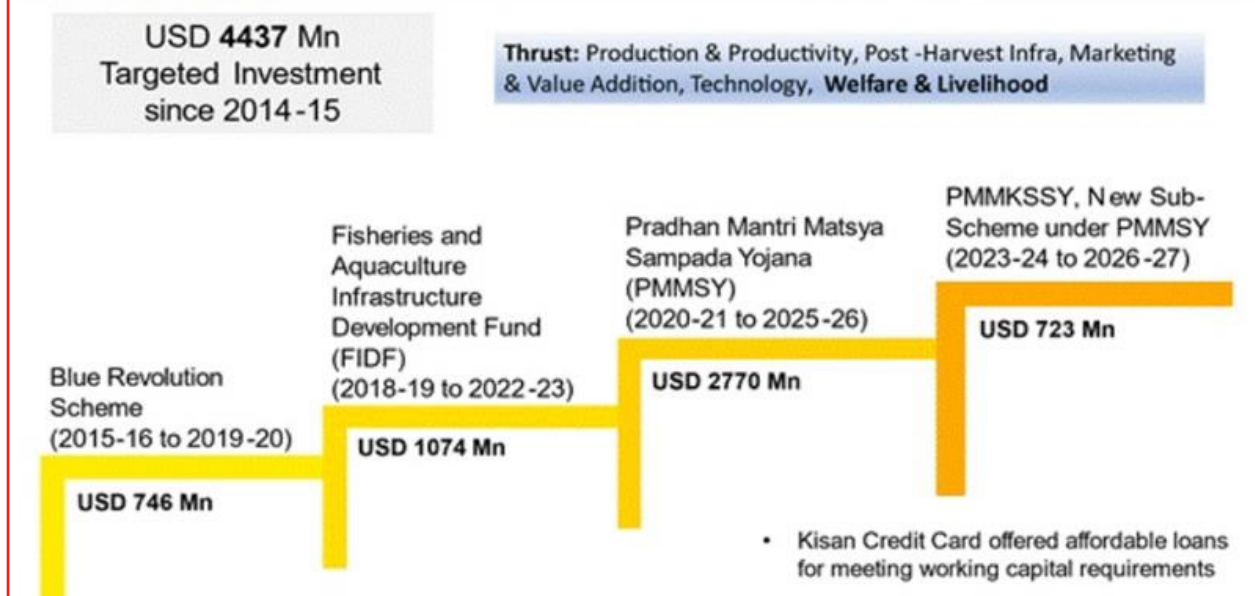 USD 4437 Mn
Targeted Investment
since 2014-15
Thrust: Production & Productivity, Post -Harvest Infra, Marketing
& Value Addition, Technology, Welfare & Livelihood
Blue Revolution
Scheme
(2015-16 to 2019-20)
USD 746 Mn
Fisheries and
Aquaculture
Infrastructure
Development Fund
(FIDF)
(2018-19 to 2022-23)
USD 1074 Mn
Pradhan Mantri Matsya
Sampada Yojana
(PMMSY)
(2020-21 to 2025-26)
USD 2770 Mn
PMMKSSY, New Sub-
Scheme under PMMSY
(2023-24 to 2026-27)
USD 723 Mn
• Kisan Credit Card offered affordable loans
for meeting working capital requirements